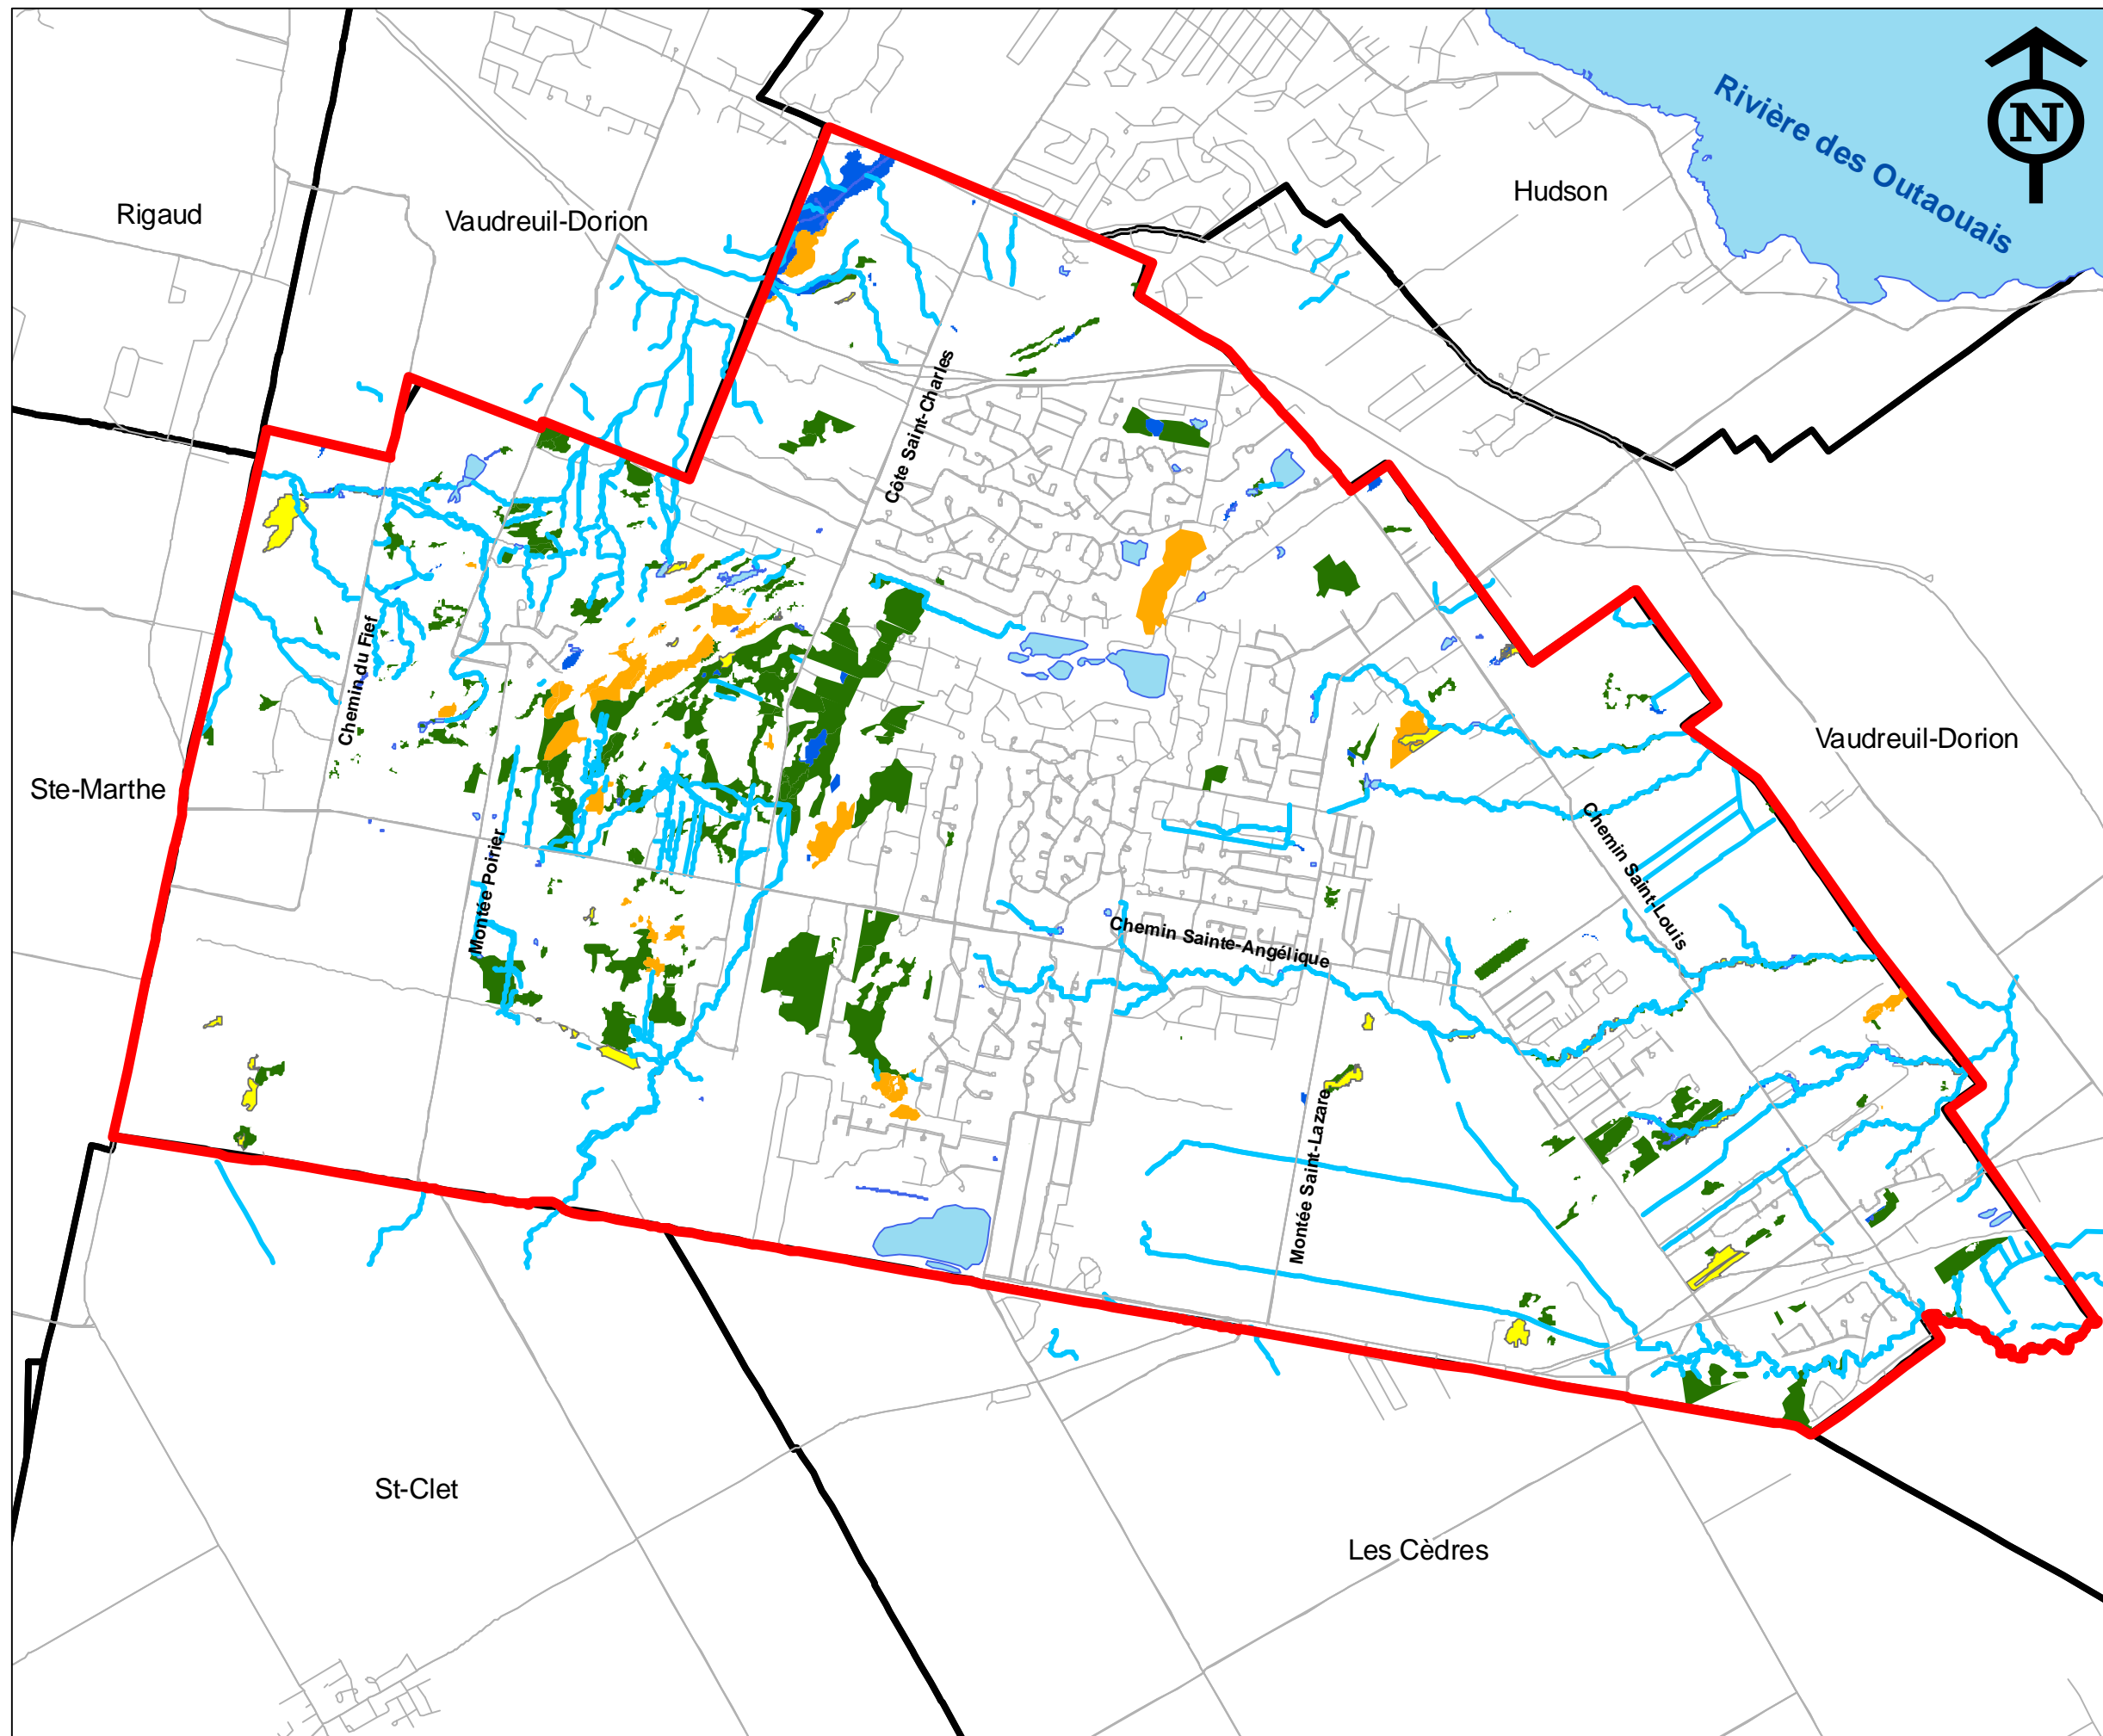 Rivière des Outaouais
N
Hudson
Rigaud
Vaudreuil-Dorion
Côte Saint-Charles
Chemin du Fief
Vaudreuil-Dorion
Ste-Marthe
Montée Poirier
Chemin Saint-Louis
Chemin Sainte-Angélique
Montée Saint-Lazare
St-Clet
Les Cèdres